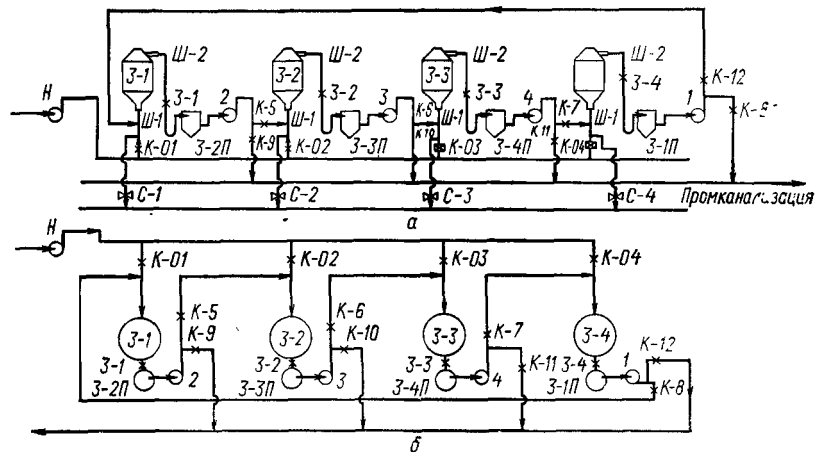 Ш-2 Ш-2 Ш-2 Ш-2
З-1 З-2 З-3 К-12
Н З-1 2 К-5 З-2 3 К-6 З-3 4 К-7 З-4 1
Ш-1 Ш-1 Ш-1 Ш-1
К-01 З-2П К-9 К-02 З-3П К10 К-03 З-4П К11 К-04 З-1П
С-1 С-2 С-3 С-4 Промканализация
а
Н
К-01 К-02 К-03 К-04
К-5 К-6 К-7
К-9 К-10 К-12
З-1 З-2 З-3 З-4
З-1 З-2 З-3 К-11 З-4 1 К-8
З-2П 2 З-3П 3 З-4П 4 З-1П
б